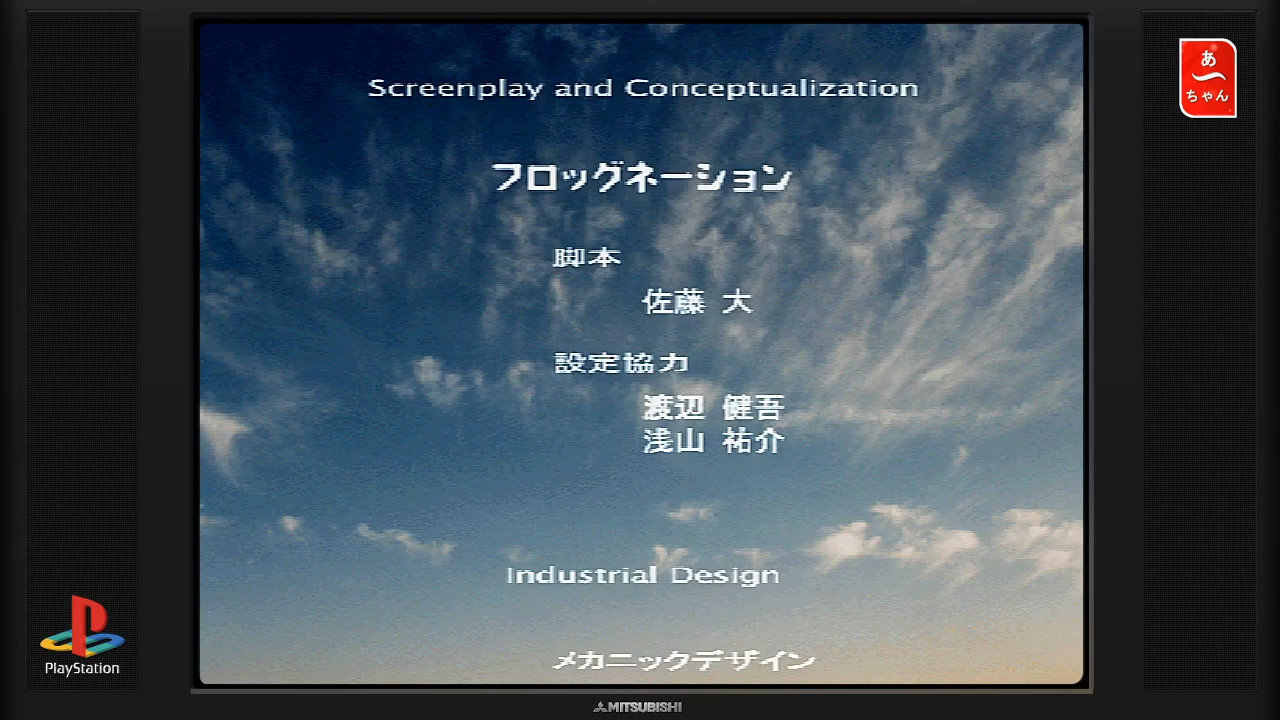 Screenplay and Conceptualization
フロッグネーション
脚本
佐藤 大
設定協力
渡辺 健吾
浅山 祐介
Industrial Design
メカニックデザイン
あーちゃん
PlayStation
MITSUBISHI